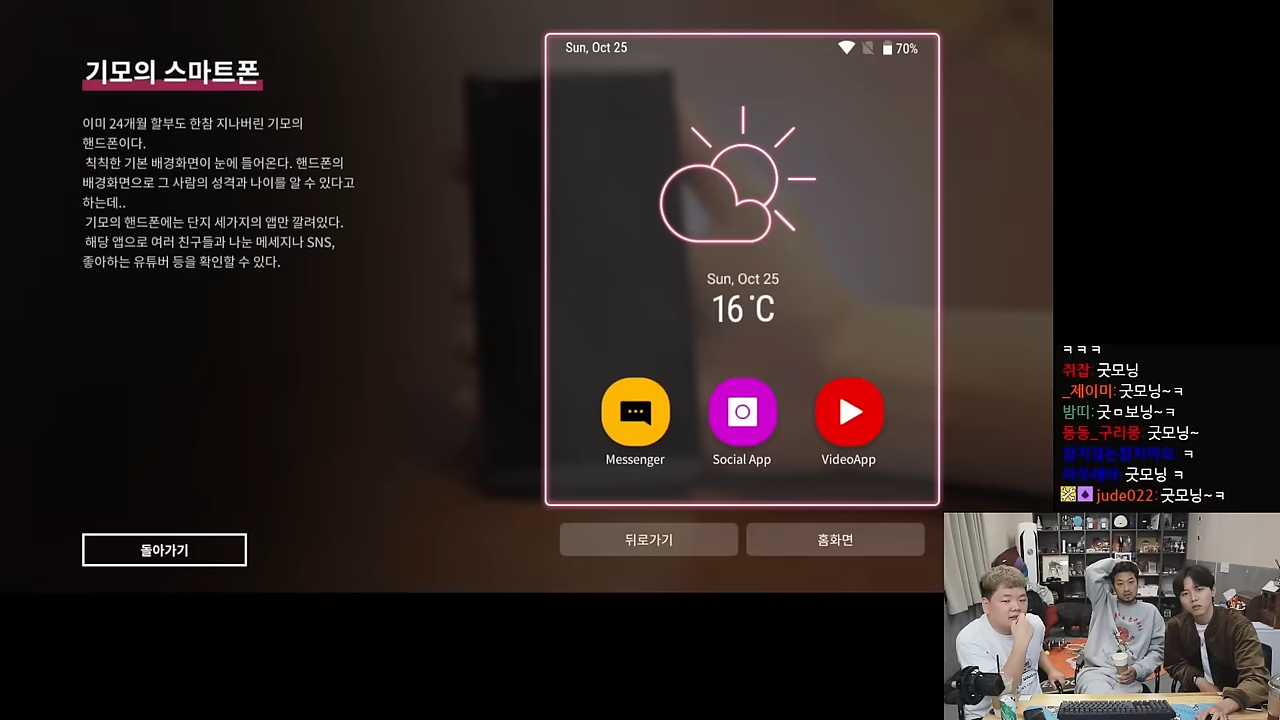 기모의 스마트폰
이미 24개월 할부도 한참 지나버린 기모의
핸드폰이다.
칙칙한 기본 배경화면이 눈에 들어온다. 핸드폰의
배경화면으로 그 사람의 성격과 나이를 알 수 있다고
하는데..
기모의 핸드폰에는 단지 세가지의 앱만 깔려있다.
해당 앱으로 여러 친구들과 나눈 메세지나 SNS,
좋아하는 유튜버 등을 확인할 수 있다.
돌아가기
Sun, Oct 25
70%
Sun, Oct 25
16°C
Messenger
Social App
VideoApp
뒤로가기
홈화면
ㅋㅋㅋ
쥐잡: 굿모닝
_제이미: 굿모닝~ㅋ
밤띠: 굿ㅁ보닝~ㅋ
동동_구리몽: 굿모닝~
ㅋ
굿모닝 ㅋ
jude022: 굿모닝~ㅋ